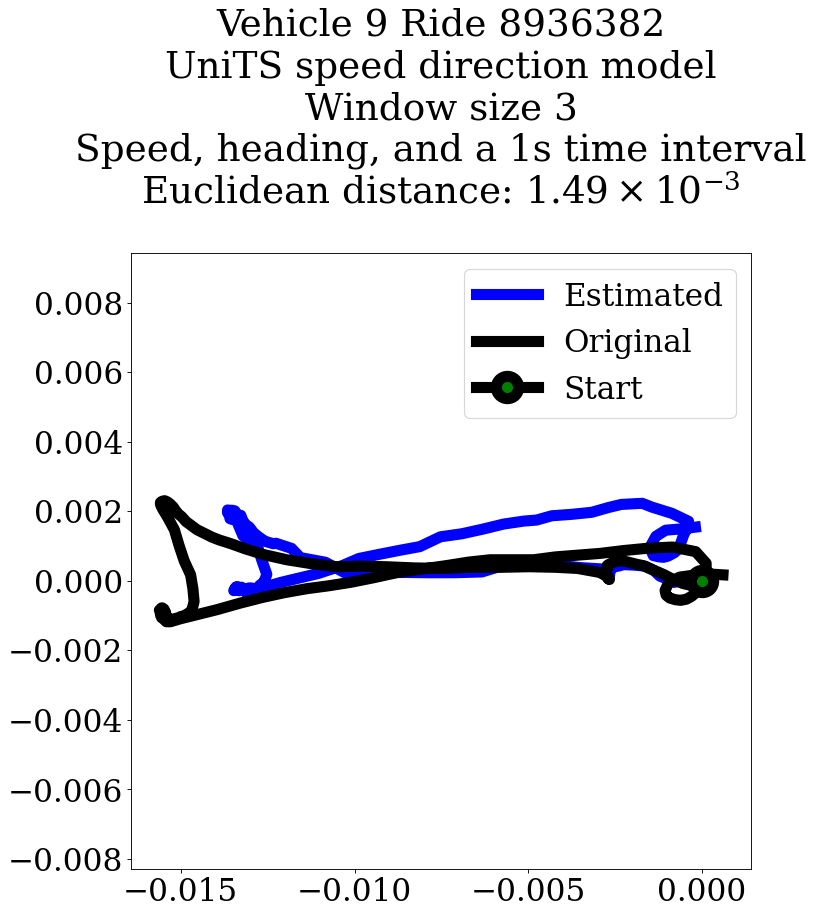 Vehicle 9 Ride 8936382
UniTS speed direction model
Window size 3
Speed, heading, and a 1s time interval
Euclidean distance: 1.49 × 10⁻³
Estimated
Original
Start
0.008
0.006
0.004
0.002
0.000
−0.002
−0.004
−0.006
−0.008
−0.015 −0.010 −0.005 0.000